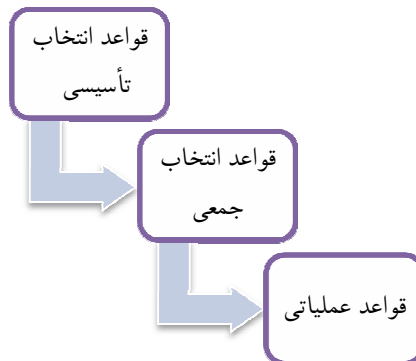 قواعد انتخاب
تأسیسی
قواعد انتخاب
جمعی
قواعد عملیاتی